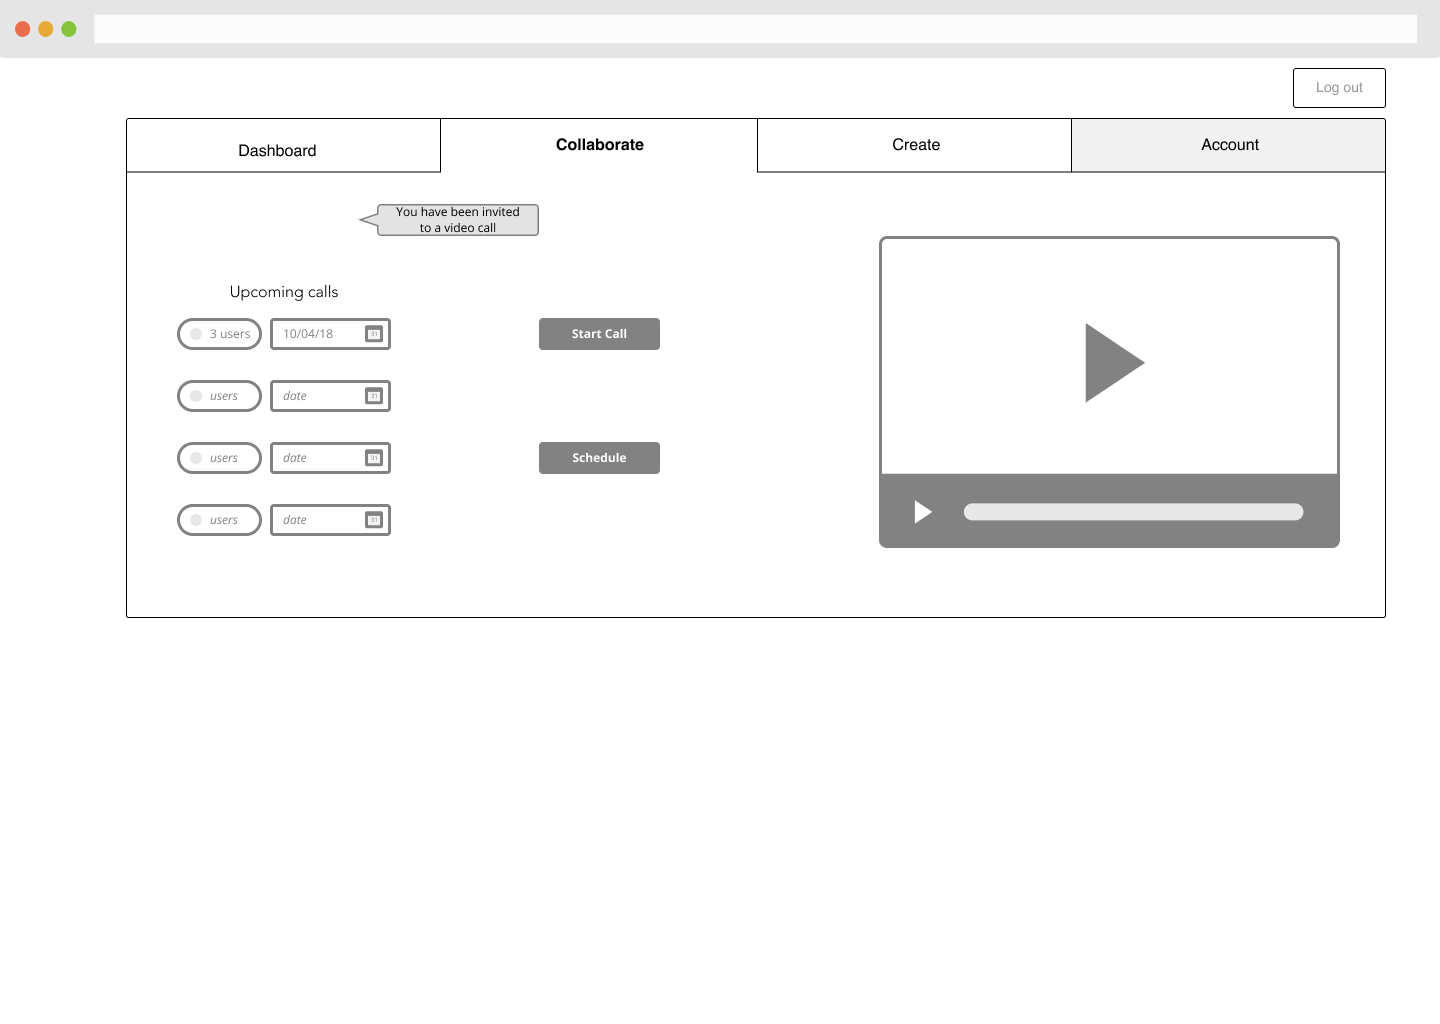 Log out
Dashboard
Collaborate
Create
Account
You have been invited
to a video call
Upcoming calls
3 users
10/04/18
31
Start Call
users
date
31
users
date
31
Schedule
users
date
31